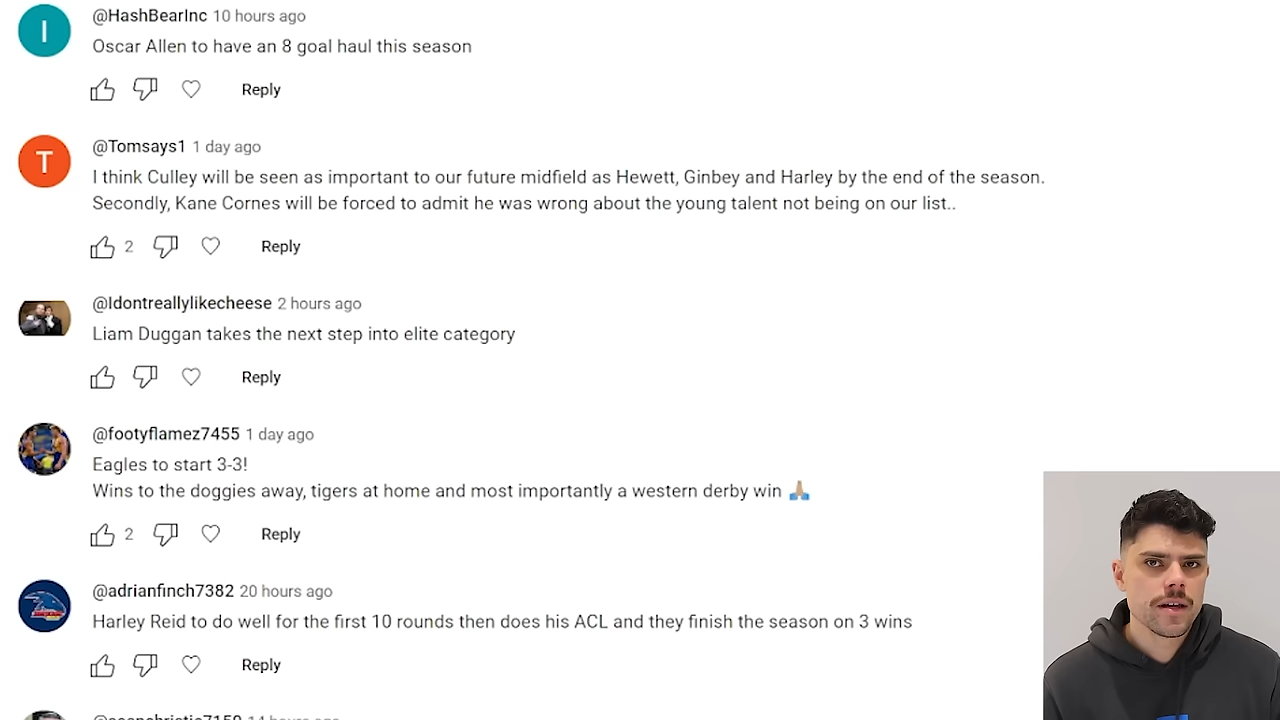 I
@HashBearInc 10 hours ago
Oscar Allen to have an 8 goal haul this season
Reply
T
@Tomsays1 1 day ago
I think Culley will be seen as important to our future midfield as Hewett, Ginbey and Harley by the end of the season.
Secondly, Kane Cornes will be forced to admit he was wrong about the young talent not being on our list..
2 Reply
@Idontreallylikecheese 2 hours ago
Liam Duggan takes the next step into elite category
Reply
@footyflamez7455 1 day ago
Eagles to start 3-3!
Wins to the doggies away, tigers at home and most importantly a western derby win 🙏🏽
2 Reply
@adrianfinch7382 20 hours ago
Harley Reid to do well for the first 10 rounds then does his ACL and they finish the season on 3 wins
Reply